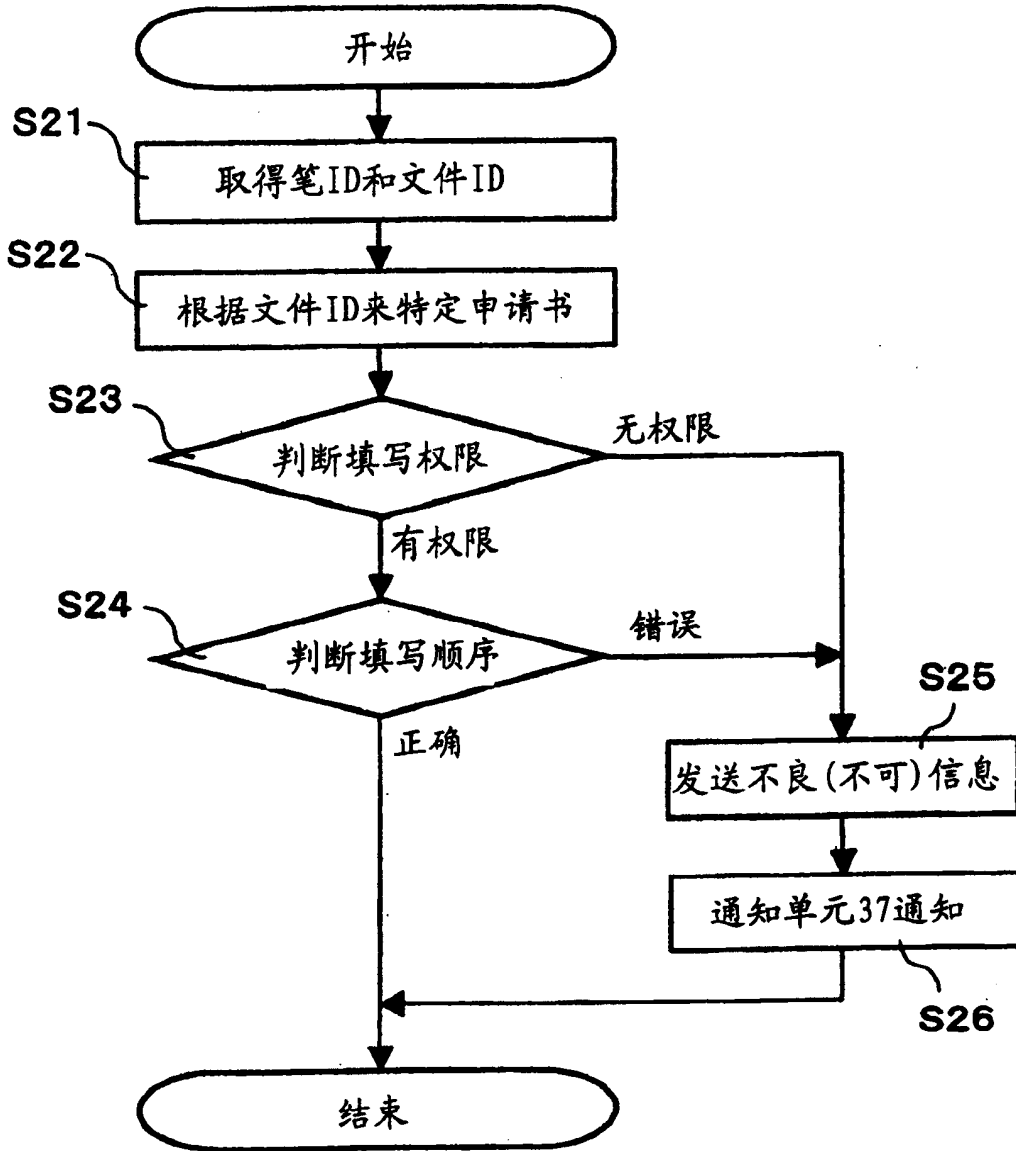 开始
S21
取得笔ID和文件ID
S22
根据文件ID来特定申请书
S23
判断填写权限
无权限
有权限
S24
判断填写顺序
错误
正确
S25
发送不良(不可)信息
通知单元37通知
S26
结束